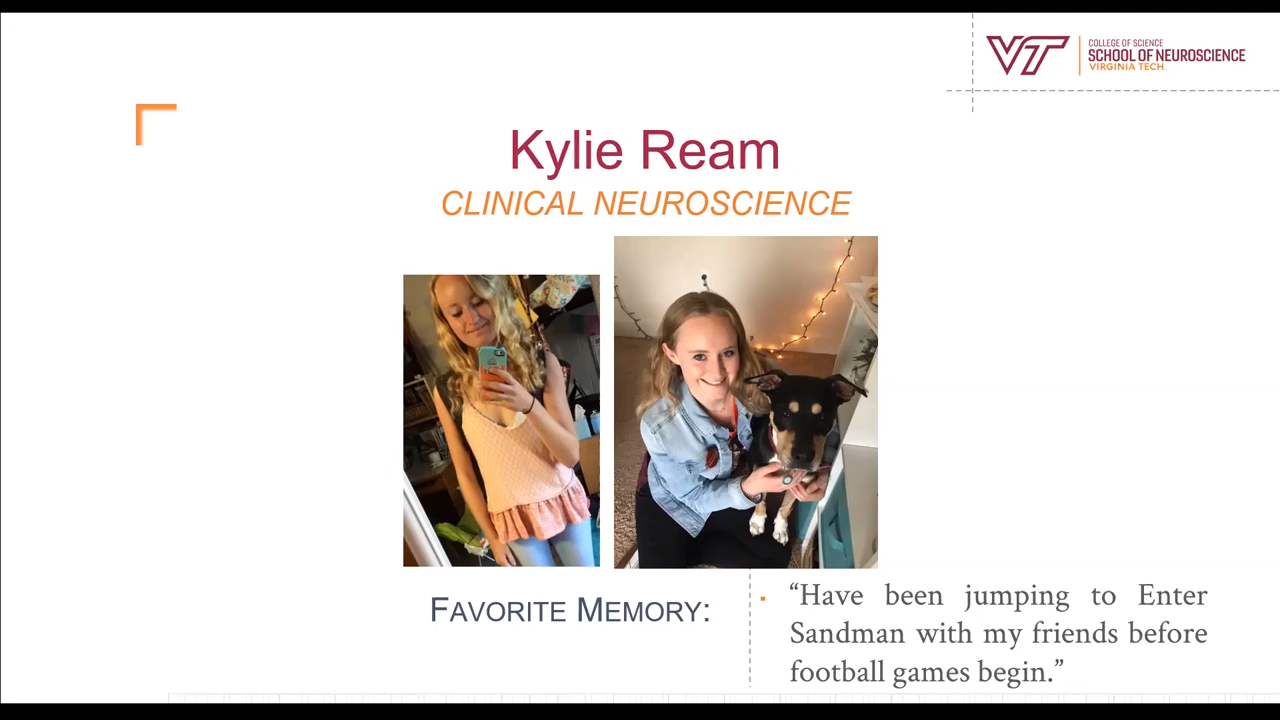 VT
COLLEGE OF SCIENCE
SCHOOL OF NEUROSCIENCE
VIRGINIA TECH.
Kylie Ream
CLINICAL NEUROSCIENCE
FAVORITE MEMORY:
“Have been jumping to Enter
Sandman with my friends before
football games begin.”